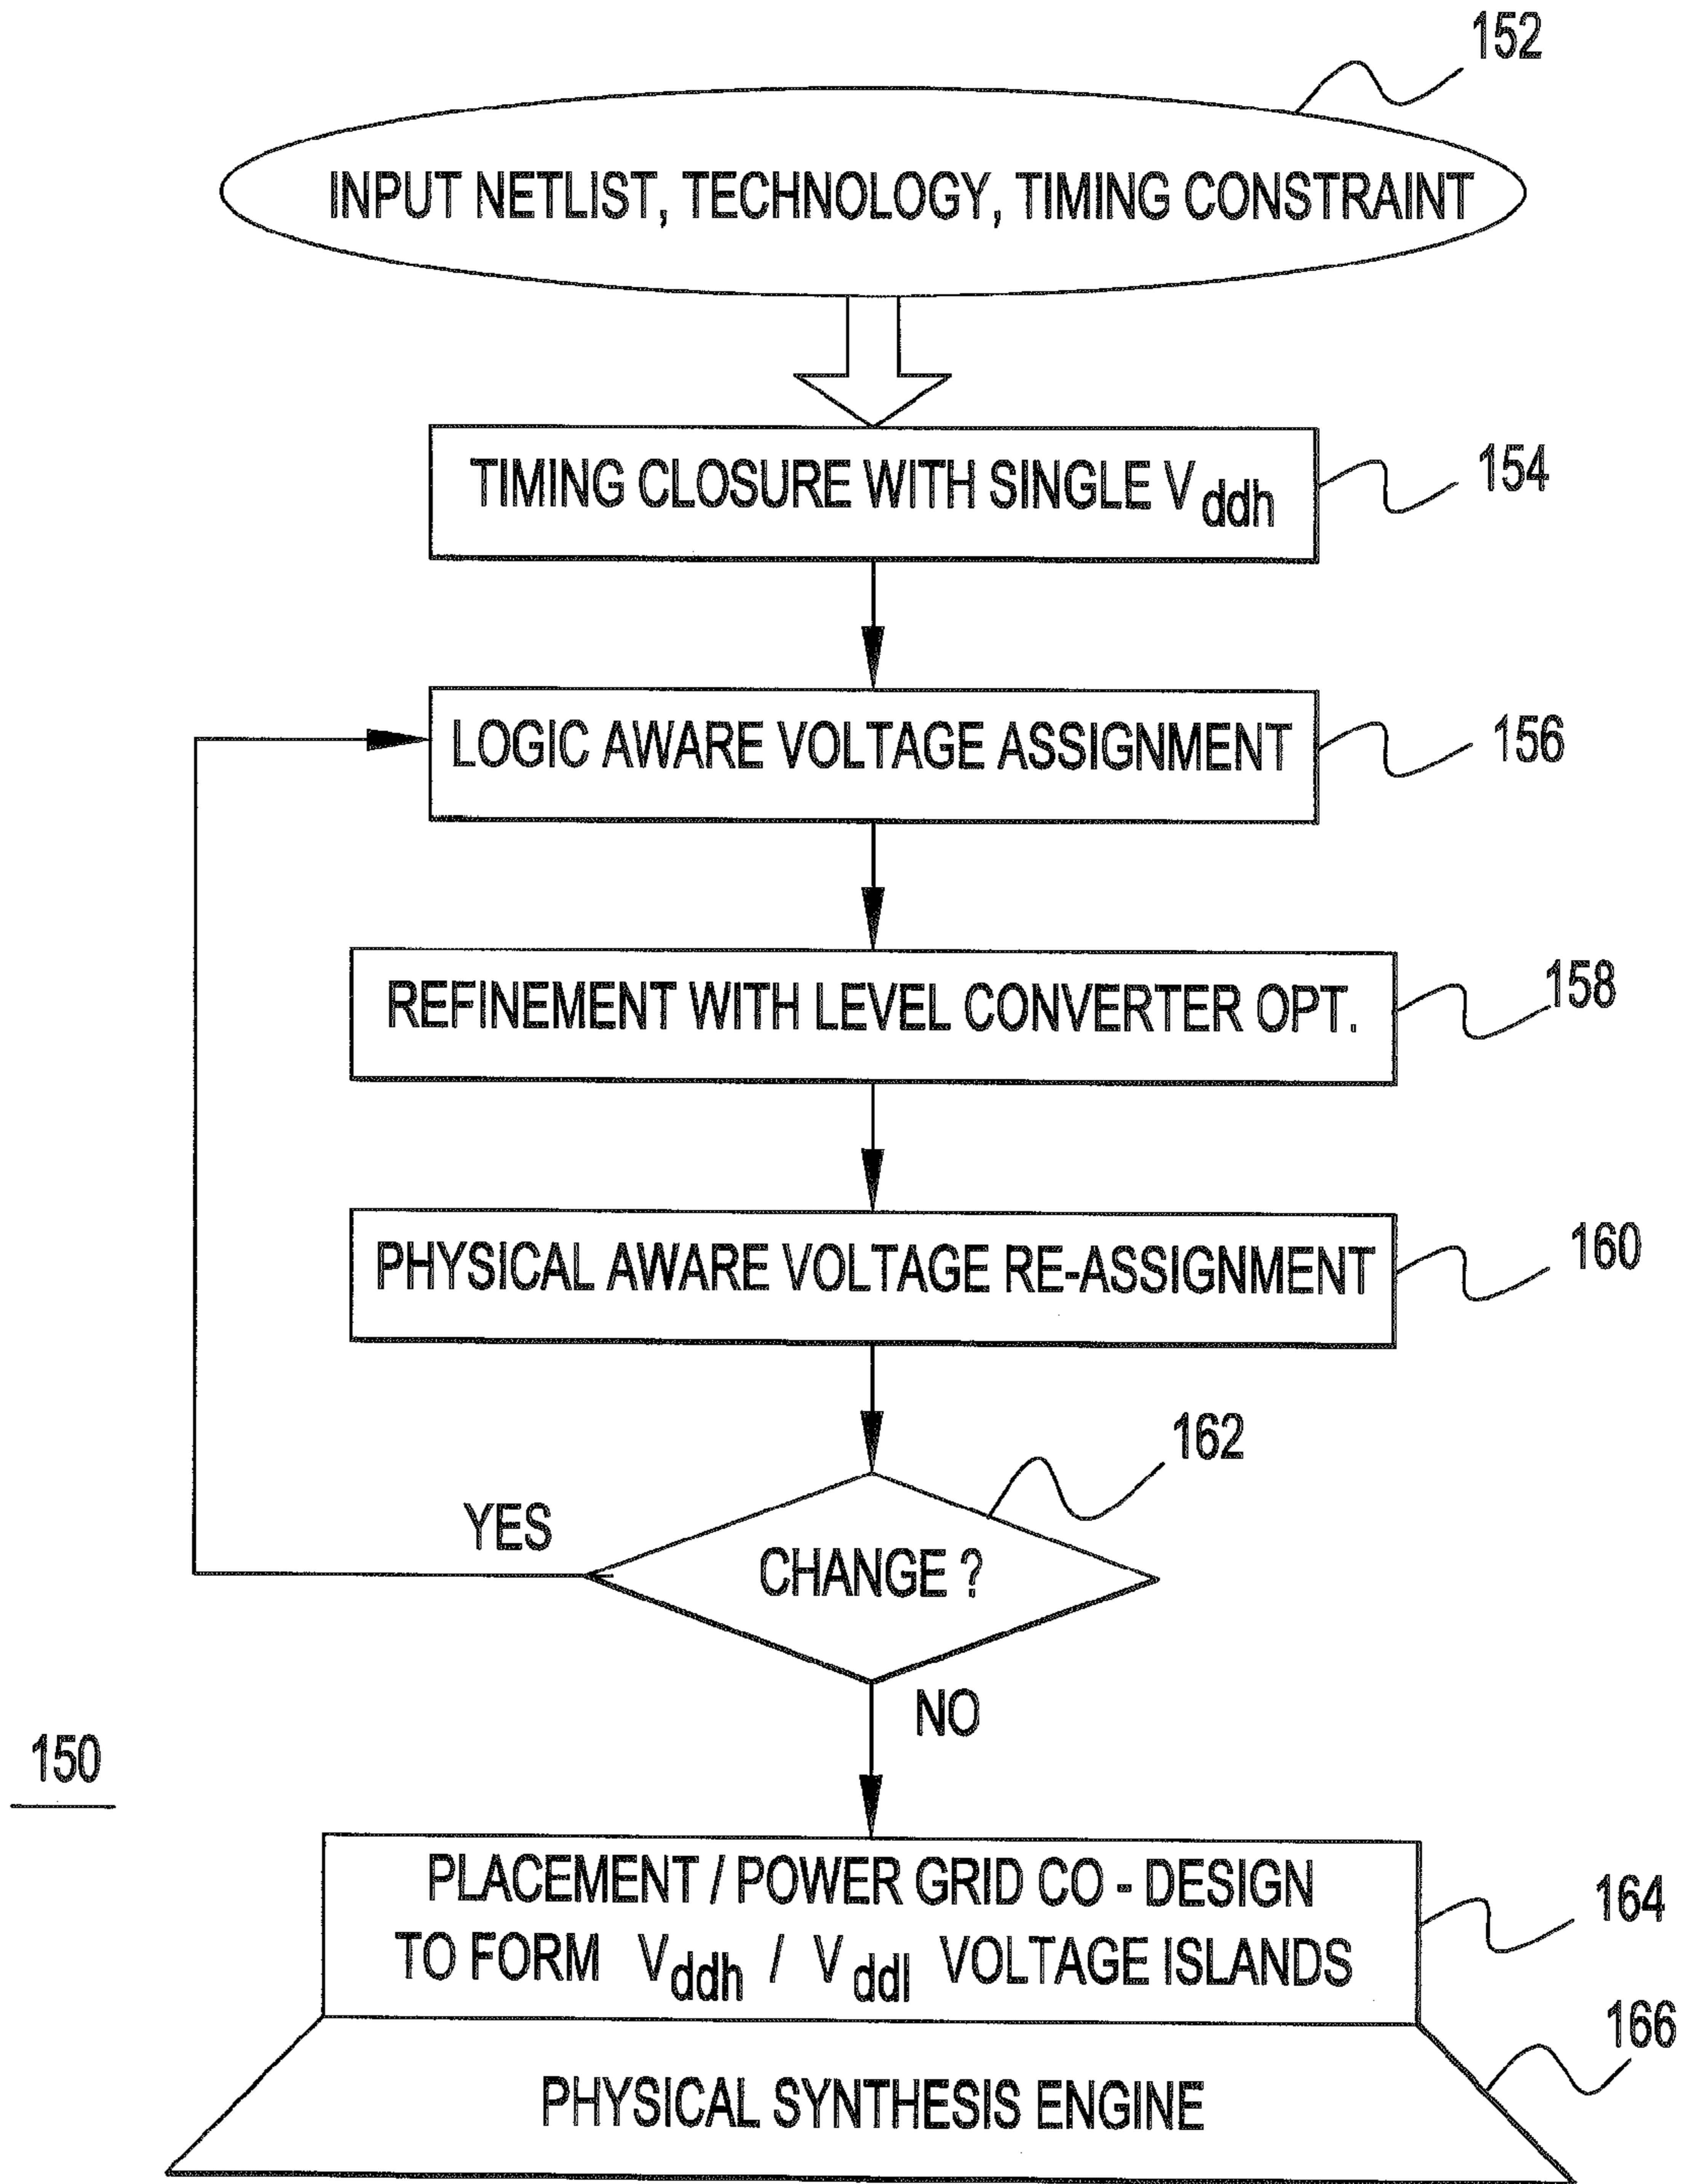 152
INPUT NETLIST, TECHNOLOGY, TIMING CONSTRAINT
TIMING CLOSURE WITH SINGLE Vddh
154
LOGIC AWARE VOLTAGE ASSIGNMENT
156
REFINEMENT WITH LEVEL CONVERTER OPT.
158
PHYSICAL AWARE VOLTAGE RE-ASSIGNMENT
160
162
YES
CHANGE ?
NO
150
PLACEMENT / POWER GRID CO - DESIGN
TO FORM Vddh / Vddl VOLTAGE ISLANDS
164
166
PHYSICAL SYNTHESIS ENGINE